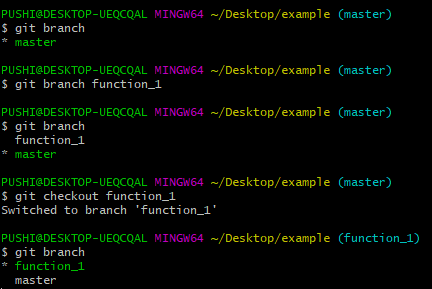 PUSHI@DESKTOP-UEQCQAL MINGW64 ~/Desktop/example (master)
$ git branch
* master
PUSHI@DESKTOP-UEQCQAL MINGW64 ~/Desktop/example (master)
$ git branch function_1
PUSHI@DESKTOP-UEQCQAL MINGW64 ~/Desktop/example (master)
$ git branch
  function_1
* master
PUSHI@DESKTOP-UEQCQAL MINGW64 ~/Desktop/example (master)
$ git checkout function_1
Switched to branch 'function_1'
PUSHI@DESKTOP-UEQCQAL MINGW64 ~/Desktop/example (function_1)
$ git branch
* function_1
  master